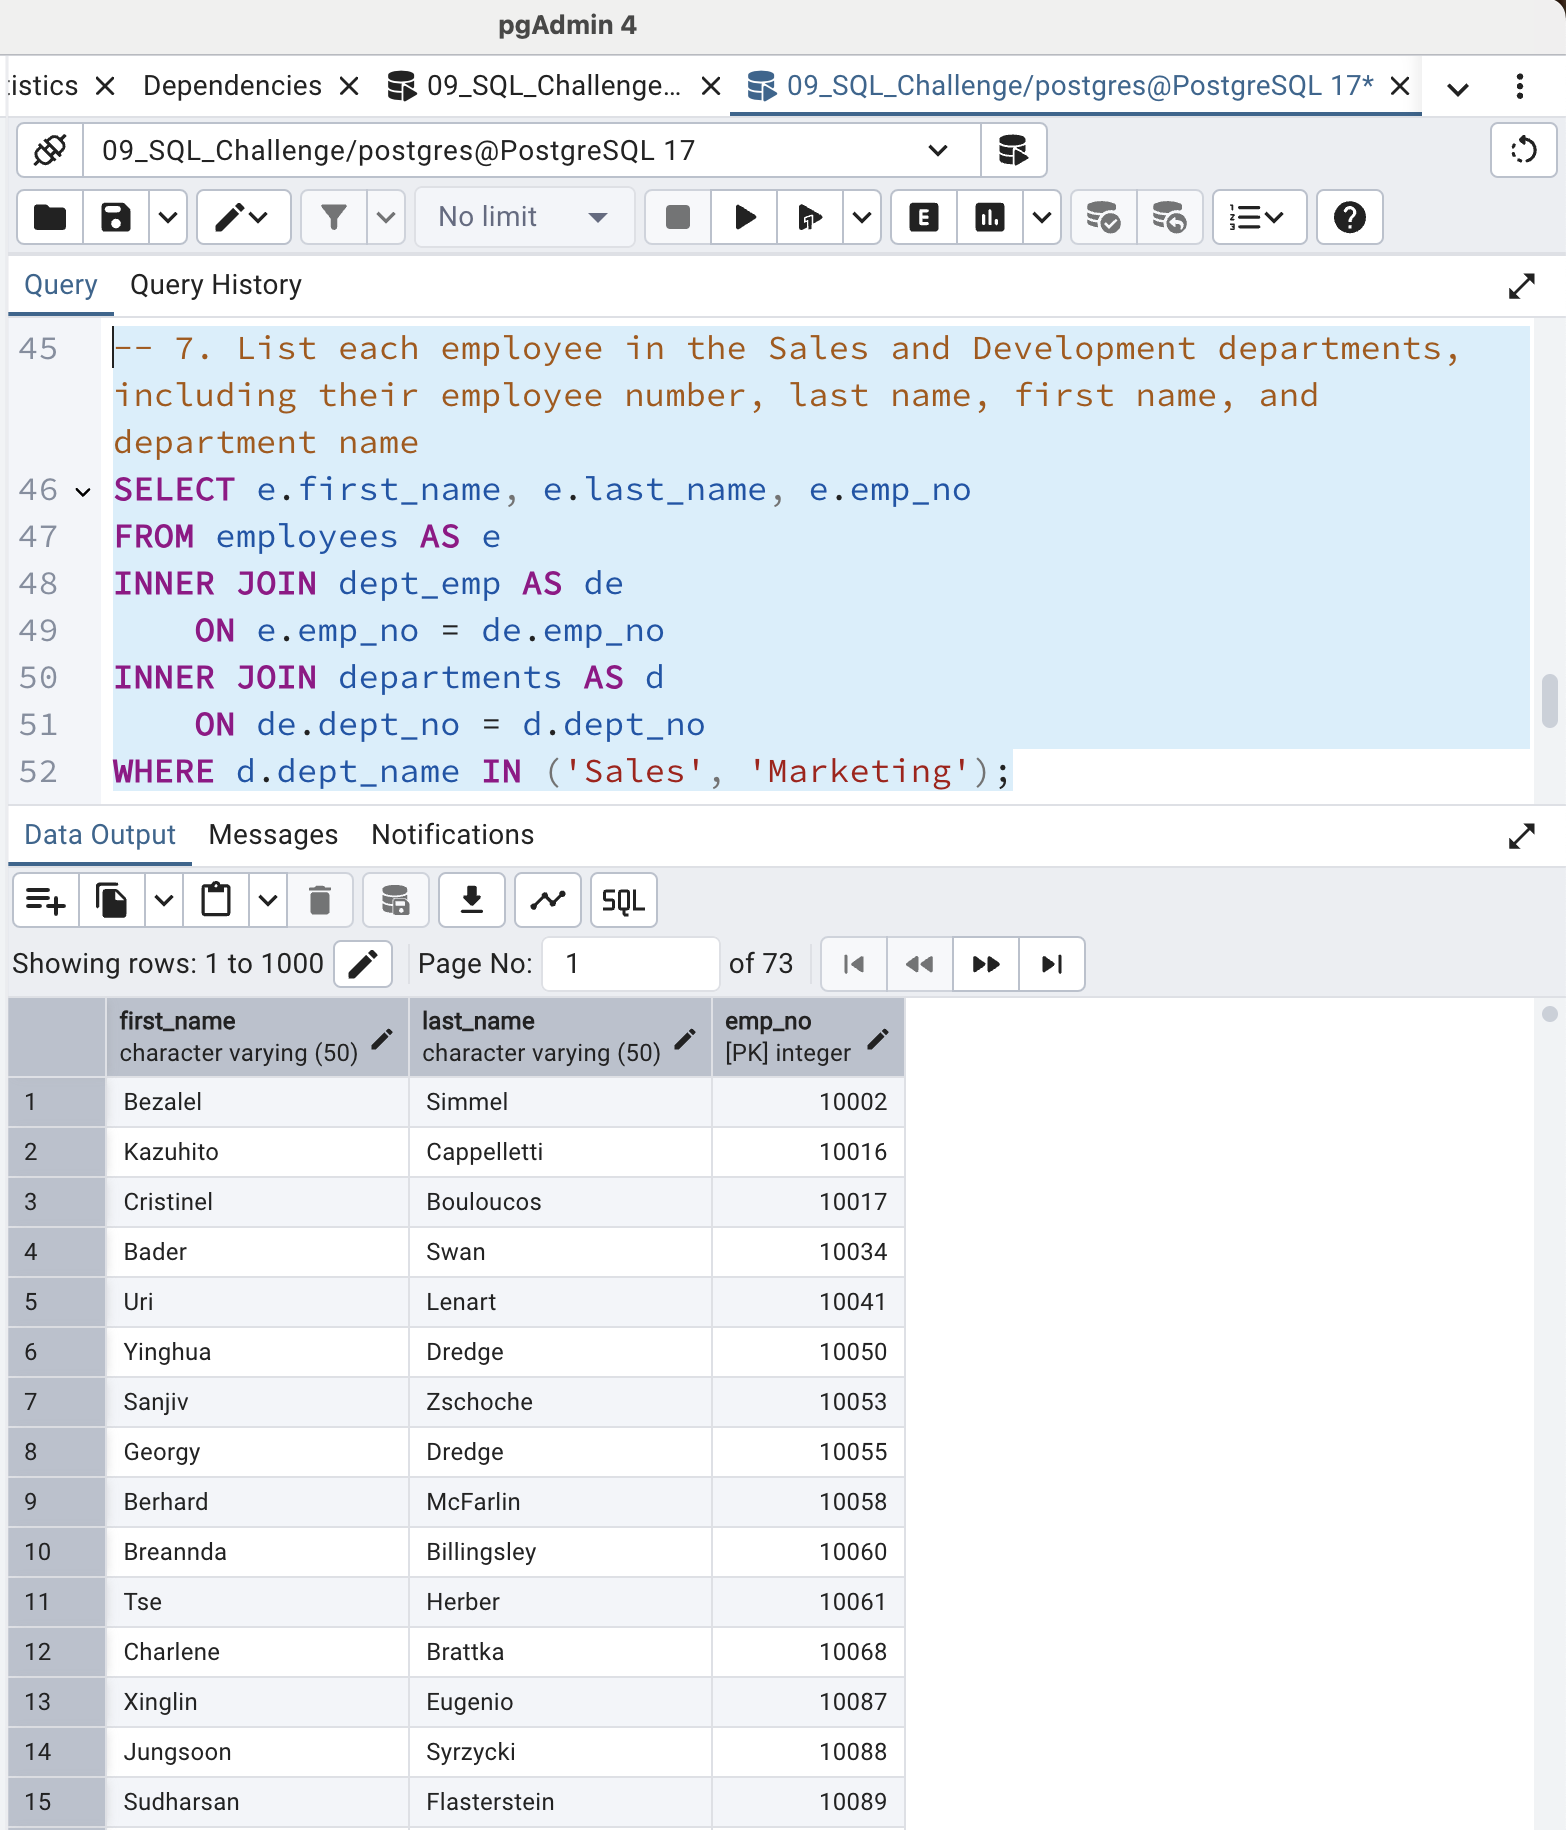 pgAdmin 4
tistics Dependencies 09_SQL_Challenge... 09_SQL_Challenge/postgres@PostgreSQL 17*
09_SQL_Challenge/postgres@PostgreSQL 17
No limit E
Query Query History
45 -- 7. List each employee in the Sales and Development departments,
including their employee number, last name, first name, and
department name
46 SELECT e.first_name, e.last_name, e.emp_no
47 FROM employees AS e
48 INNER JOIN dept_emp AS de
49 ON e.emp_no = de.emp_no
50 INNER JOIN departments AS d
51 ON de.dept_no = d.dept_no
52 WHERE d.dept_name IN ('Sales', 'Marketing');
Data Output Messages Notifications
SQL
Showing rows: 1 to 1000 Page No: 1 of 73
first_name last_name emp_no
character varying (50) character varying (50) [PK] integer
1 Bezalel Simmel 10002
2 Kazuhito Cappelletti 10016
3 Cristinel Bouloucos 10017
4 Bader Swan 10034
5 Uri Lenart 10041
6 Yinghua Dredge 10050
7 Sanjiv Zschoche 10053
8 Georgy Dredge 10055
9 Berhard McFarlin 10058
10 Breannda Billingsley 10060
11 Tse Herber 10061
12 Charlene Brattka 10068
13 Xinglin Eugenio 10087
14 Jungsoon Syrzycki 10088
15 Sudharsan Flasterstein 10089